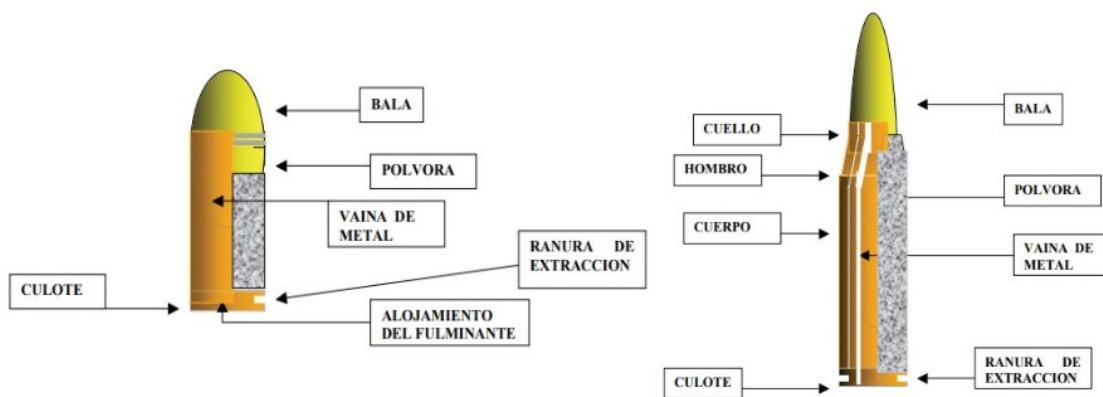 BALA
POLVORA
VAINA DE
METAL
RANURA DE
EXTRACCION
CULOTE
ALOJAMIENTO
DEL FULMINANTE
BALA
CUELLO
HOMBRO
POLVORA
CUERPO
VAINA DE
METAL
RANURA DE
EXTRACCION
CULOTE